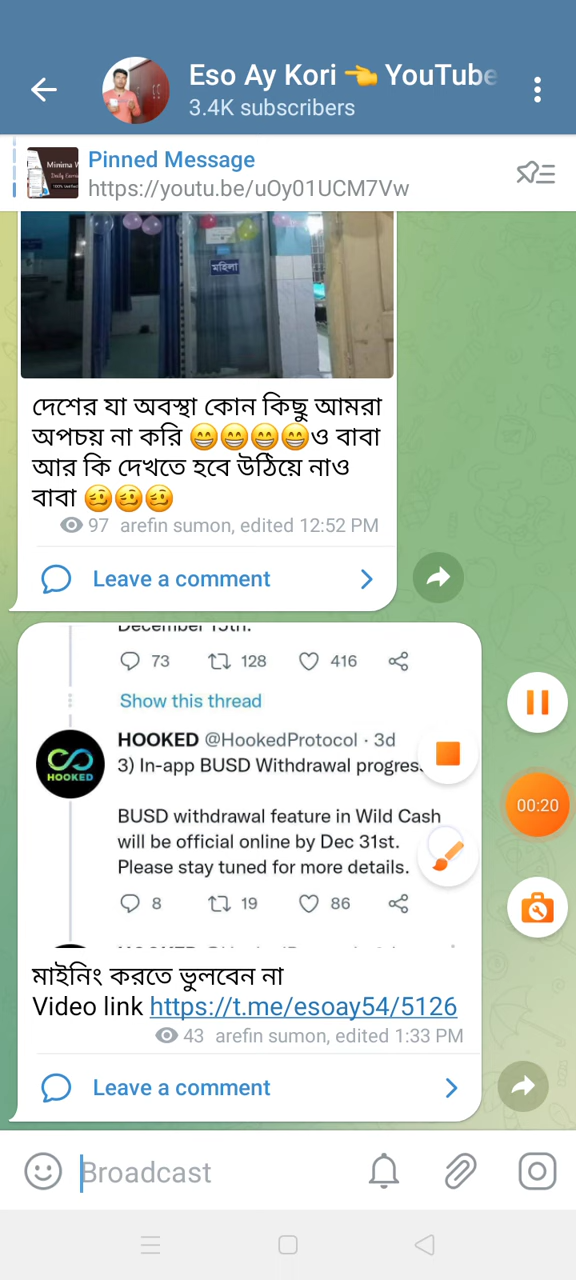 Eso Ay Kori 👉 YouTube
3.4K subscribers
Pinned Message
https://youtu.be/uOy01UCM7Vw
মহিলা
দেশের যা অবস্থা কোন কিছু আমরা
অপচয় না করি 😁😁😁😁ও বাবা
আর কি দেখতে হবে উঠিয়ে নাও
বাবা 🥴🥴🥴
97 arefin sumon, edited 12:52 PM
Leave a comment
December 15th.
73 128 416
Show this thread
HOOKED @HookedProtocol · 3d
HOOKED
3) In-app BUSD Withdrawal progres
BUSD withdrawal feature in Wild Cash
will be official online by Dec 31st.
Please stay tuned for more details.
8 19 86
00:20
মাইনিং করতে ভুলবেন না
Video link https://t.me/esoay54/5126
43 arefin sumon, edited 1:33 PM
Leave a comment
Broadcast